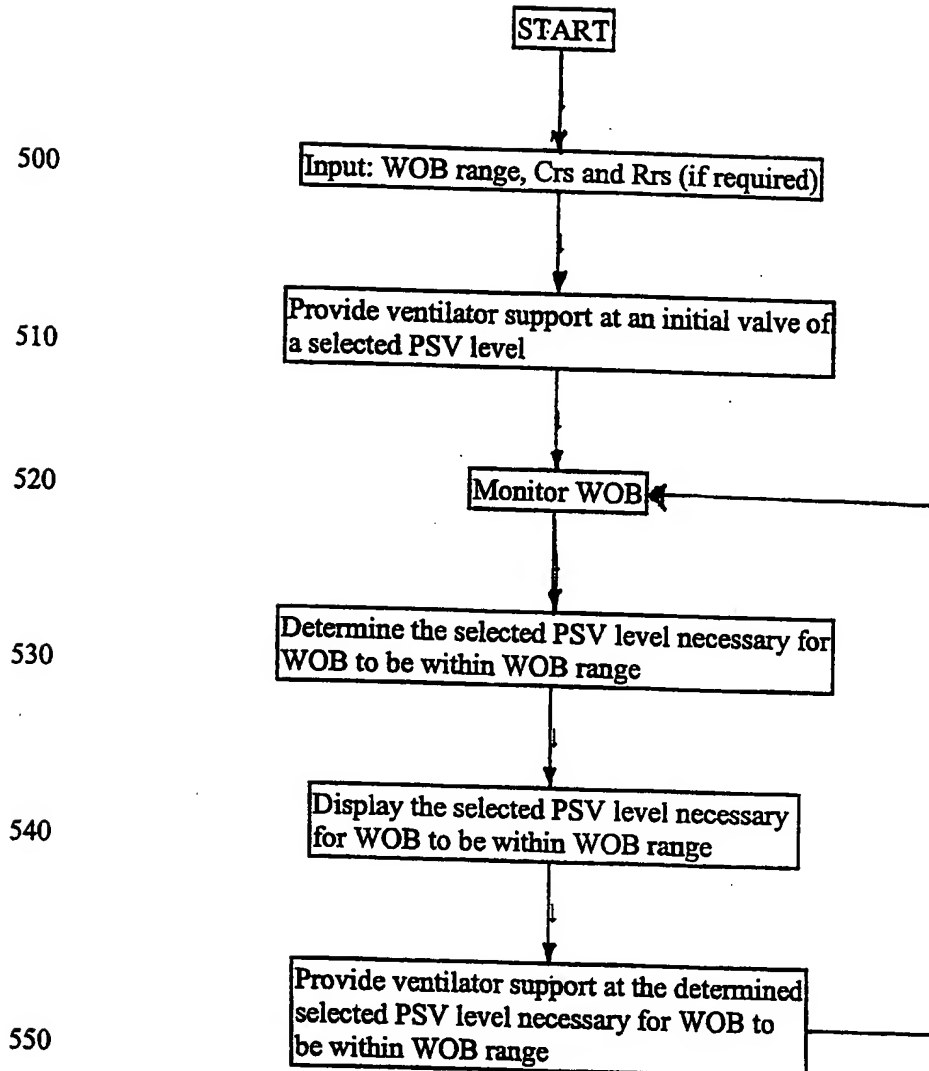 START
500
Input: WOB range, Crs and Rrs (if required)
510
Provide ventilator support at an initial valve of
a selected PSV level
520
Monitor WOB
530
Determine the selected PSV level necessary for
WOB to be within WOB range
540
Display the selected PSV level necessary
for WOB to be within WOB range
550
Provide ventilator support at the determined
selected PSV level necessary for WOB to
be within WOB range